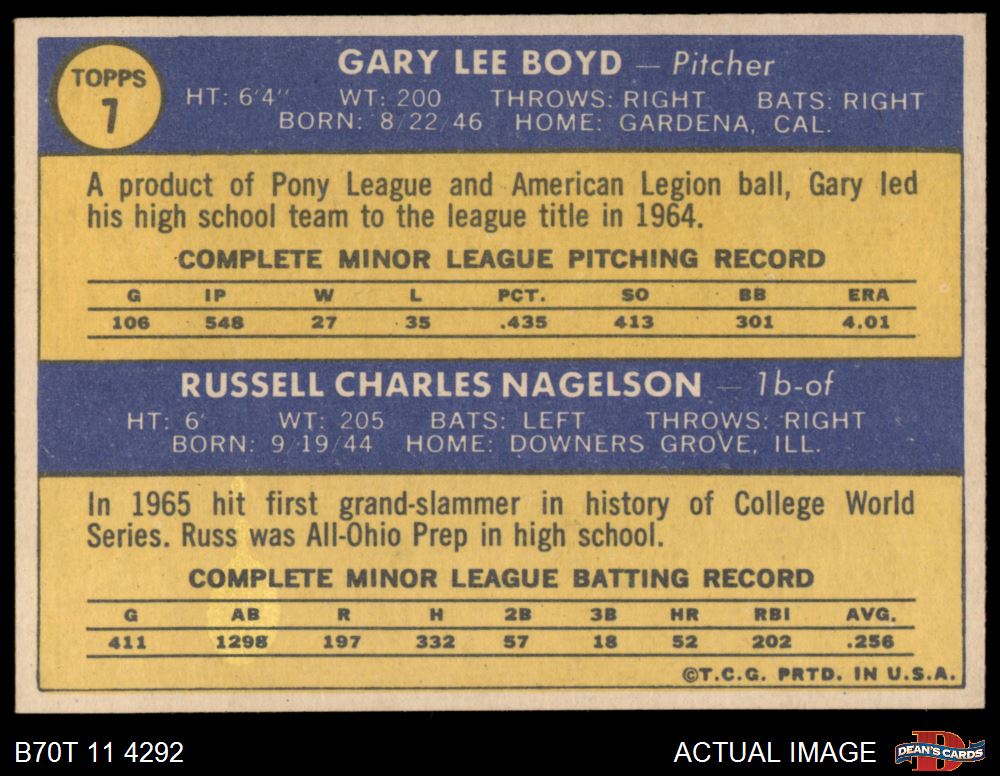 TOPPS
7
GARY LEE BOYD — Pitcher
HT: 6'4" WT: 200 THROWS: RIGHT BATS: RIGHT
BORN: 8/22/46 HOME: GARDENA, CAL.
A product of Pony League and American Legion ball, Gary led
his high school team to the league title in 1964.
COMPLETE MINOR LEAGUE PITCHING RECORD
G IP W L PCT. SO BB ERA
106 548 27 35 .435 413 301 4.01
RUSSELL CHARLES NAGELSON — 1b-of
HT: 6' WT: 205 BATS: LEFT THROWS: RIGHT
BORN: 9/19/44 HOME: DOWNERS GROVE, ILL.
In 1965 hit first grand-slammer in history of College World
Series. Russ was All-Ohio Prep in high school.
COMPLETE MINOR LEAGUE BATTING RECORD
G AB R H 2B 3B HR RBI AVG.
411 1298 197 332 57 18 52 202 .256
©T.C.G. PRTD. IN U.S.A.
B70T 11 4292 ACTUAL IMAGE D DEAN'S CARDS